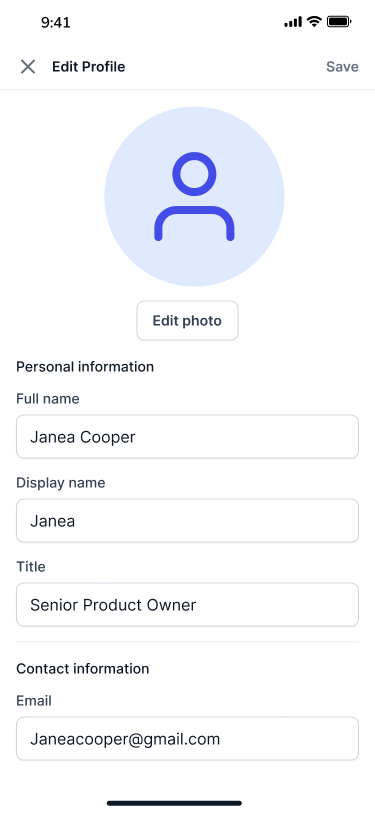 9:41
Edit Profile
Save
Edit photo
Personal information
Full name
Janea Cooper
Display name
Janea
Title
Senior Product Owner
Contact information
Email
Janeacooper@gmail.com